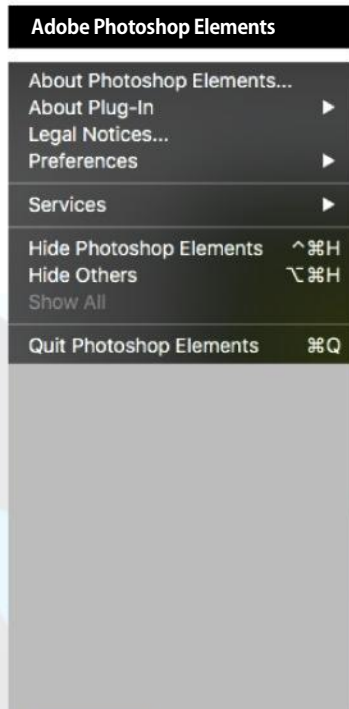 Adobe Photoshop Elements
About Photoshop Elements...
About Plug-In ▶
Legal Notices...
Preferences ▶
Services ▶
Hide Photoshop Elements ^⌘H
Hide Others ⌥⌘H
Show All
Quit Photoshop Elements ⌘Q